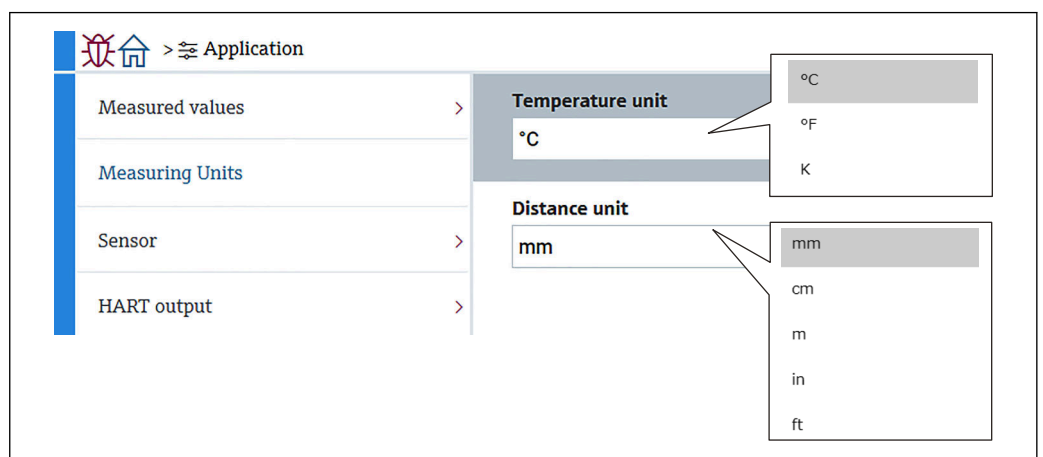 > Application
Measured values >
Measuring Units
Sensor >
HART output >
Temperature unit
°C
°C
°F
K
Distance unit
mm
mm
cm
m
in
ft